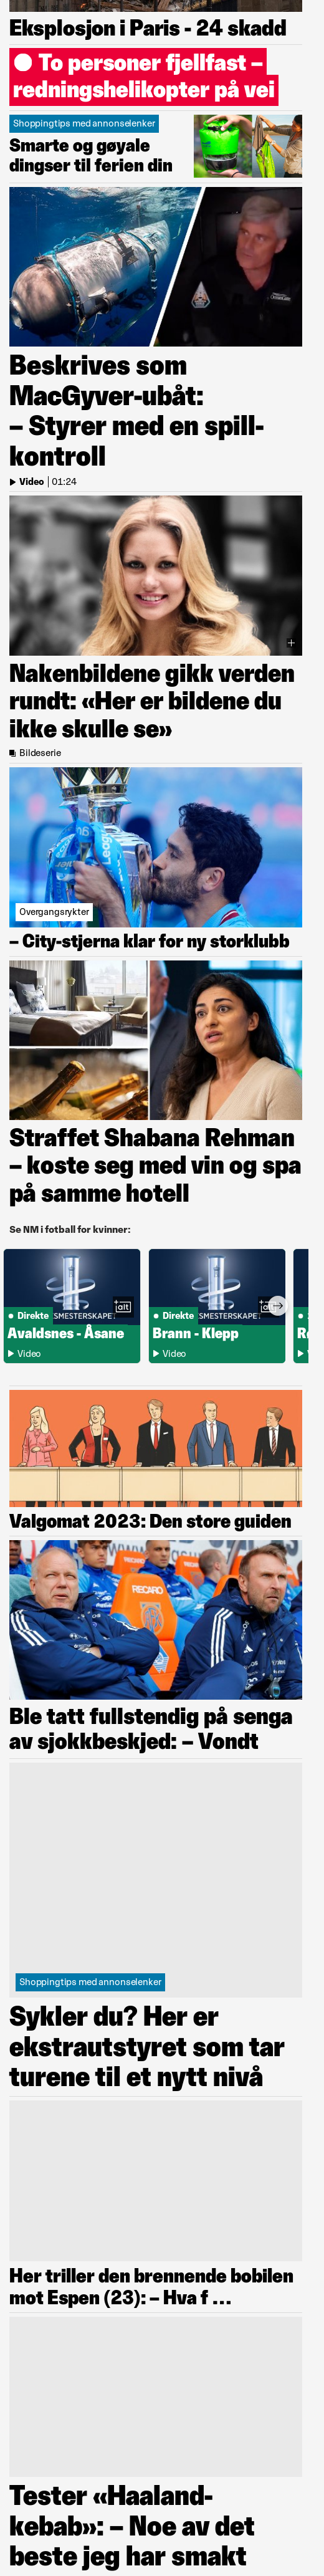 Eksplosjon i Paris - 24 skadd
To personer fjellfast –
redningshelikopter på vei
Shoppingtips med annonselenker
Smarte og gøyale
dingser til ferien din
Beskrives som
MacGyver-ubåt:
– Styrer med en spill-
kontroll
Video | 01:24
Nakenbildene gikk verden
rundt: «Her er bildene du
ikke skulle se»
Bildeserie
Overgangsrykter
– City-stjerna klar for ny storklubb
Straffet Shabana Rehman
– koste seg med vin og spa
på samme hotell
Se NM i fotball for kvinner:
alt
Direkte
SMESTERSKAPE
Avaldsnes - Åsane
Video
Direkte
SMESTERSKAPE
Brann - Klepp
Video
RECARO
Valgomat 2023: Den store guiden
Ble tatt fullstendig på senga
av sjokkbeskjed: – Vondt
Shoppingtips med annonselenker
Sykler du? Her er
ekstrautstyret som tar
turene til et nytt nivå
Her triller den brennende bobilen
mot Espen (23): – Hva f …
Tester «Haaland-
kebab»: – Noe av det
beste jeg har smakt